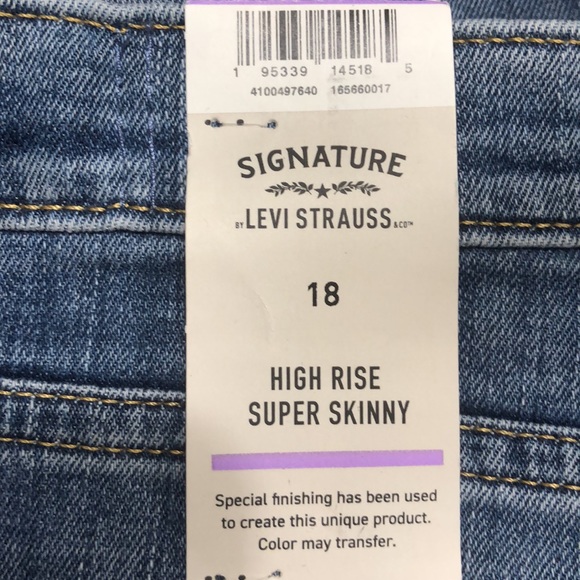 1 95339 14518 5
4100497640 165660017
SIGNATURE
BY LEVI STRAUSS & CO™
18
HIGH RISE
SUPER SKINNY
Special finishing has been used
to create this unique product.
Color may transfer.